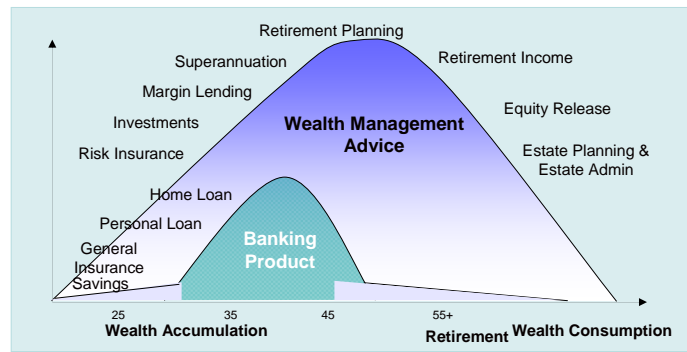 Retirement Planning
Superannuation
Retirement Income
Margin Lending
Equity Release
Investments
Wealth Management
Advice
Risk Insurance
Estate Planning &
Estate Admin
Home Loan
Personal Loan
Banking
Product
General
Insurance
Savings
25 35 45 55+
Wealth Accumulation Retirement Wealth Consumption